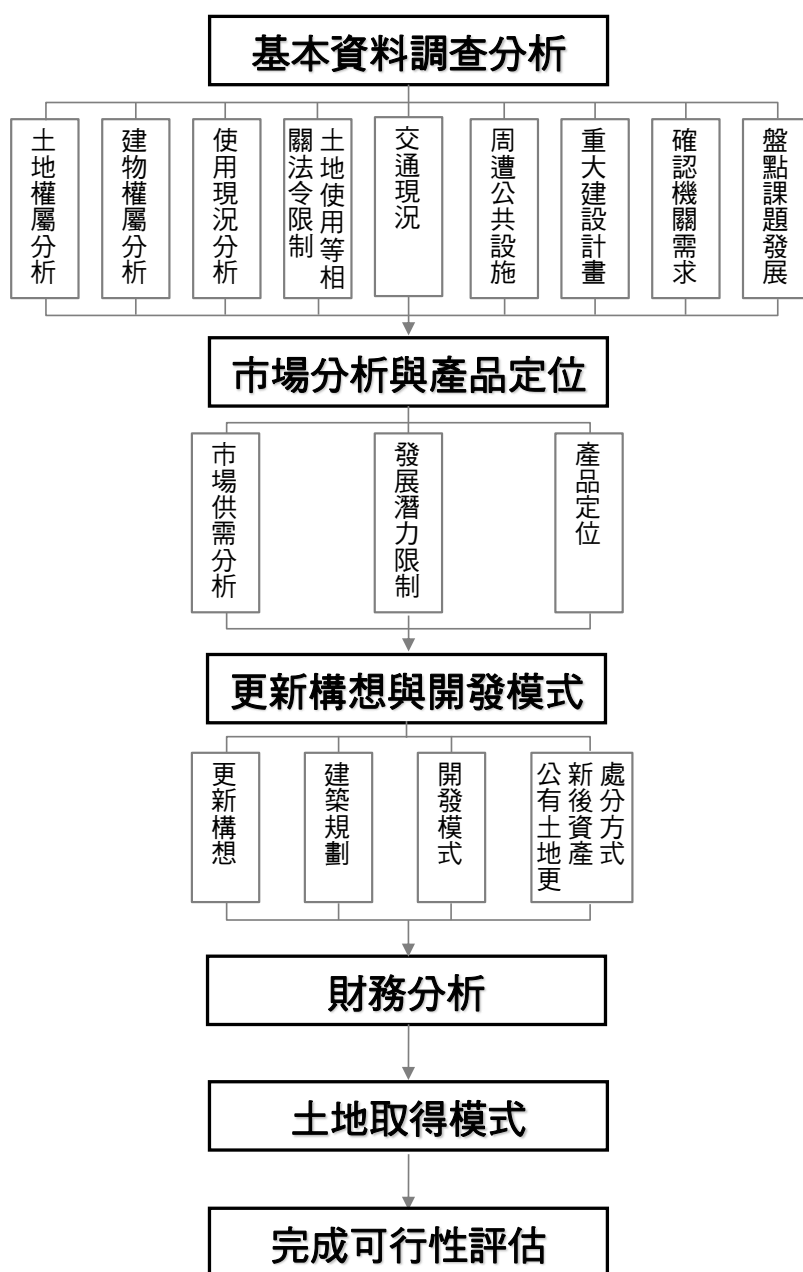 基本資料調查分析
土地權屬分析
建物權屬分析
使用現況分析
土地使用等相
關法令限制
交通現況
周遭公共設施
重大建設計畫
確認機關需求
盤點課題發展
市場分析與產品定位
市場供需分析
發展潛力限制
產品定位
更新構想與開發模式
更新構想
建築規劃
開發模式
公有土地更
新後資產
處分方式
財務分析
土地取得模式
完成可行性評估